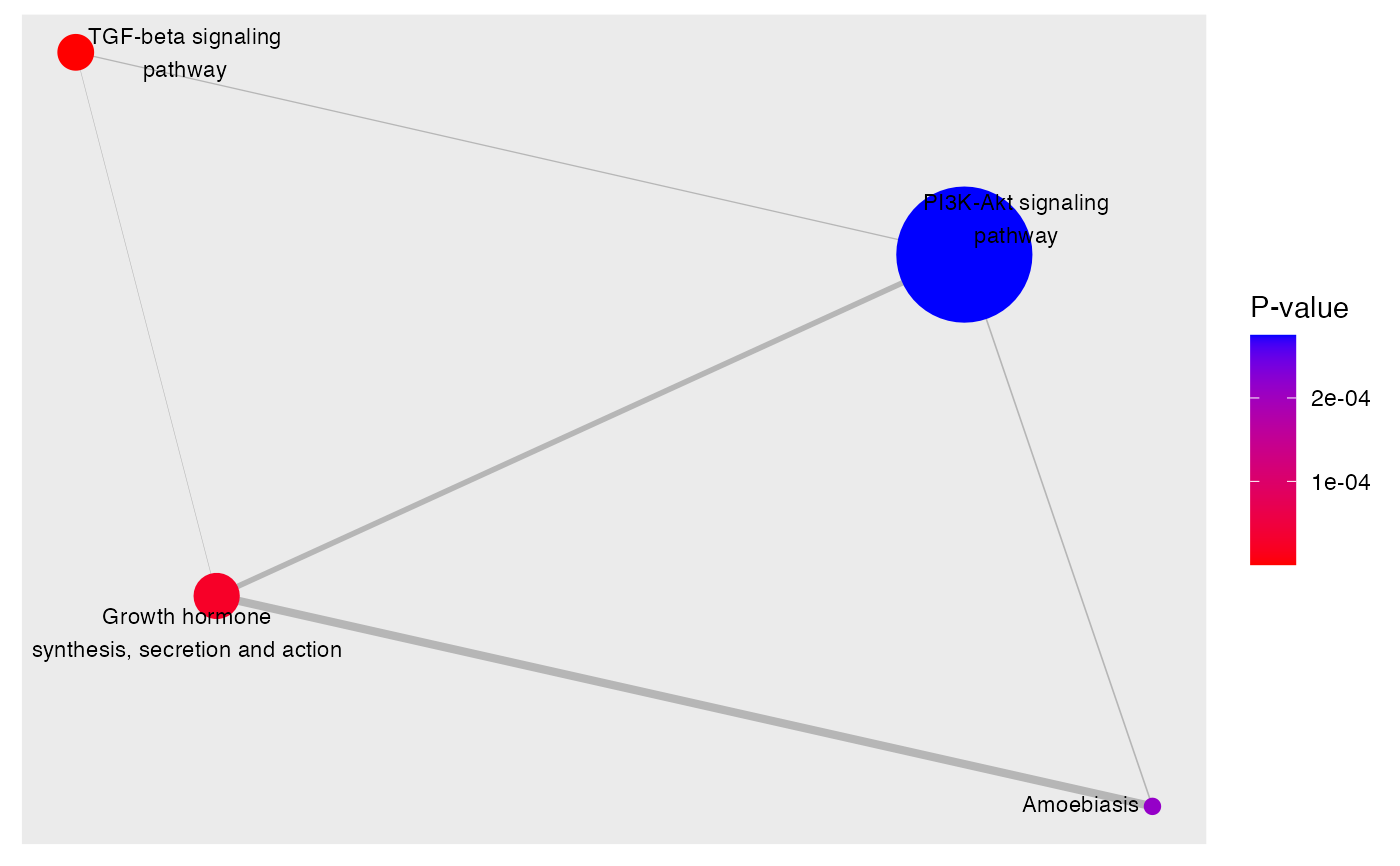 TGF-beta signaling
pathway
PI3K-Akt signaling
pathway
Growth hormone
synthesis, secretion and action
Amoebiasis
P-value
2e-04
1e-04